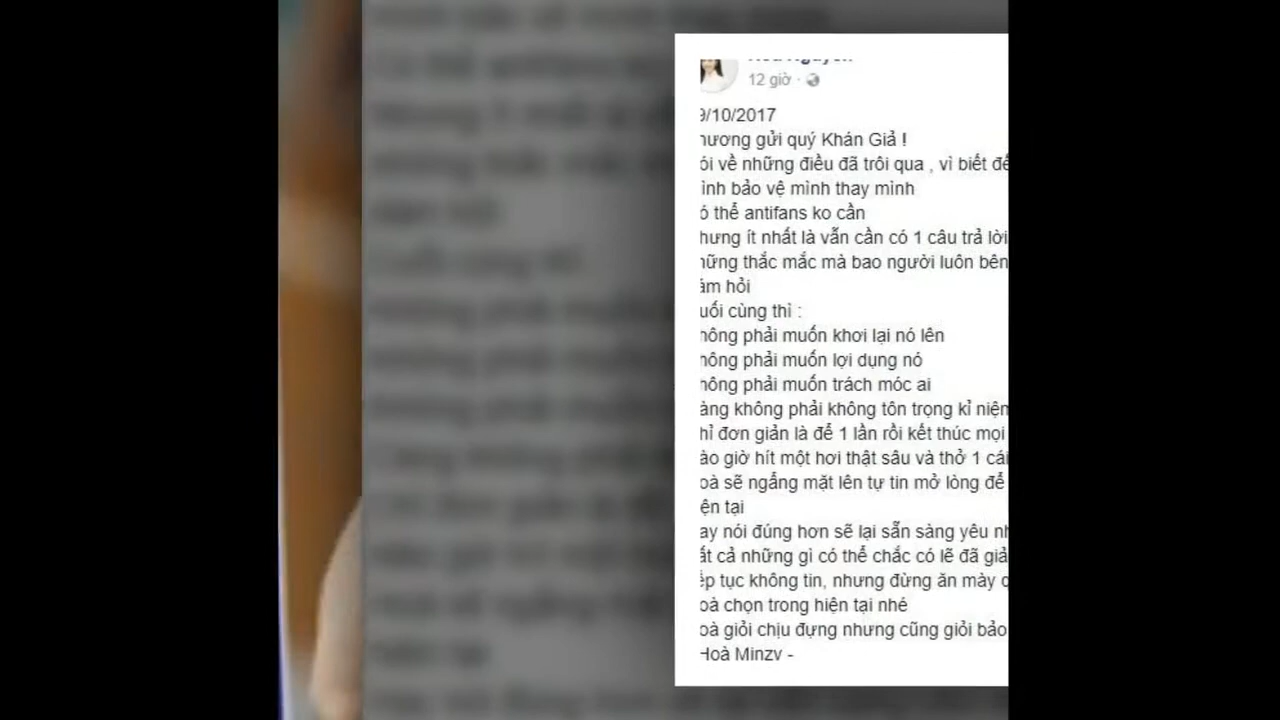 12 giờ
9/10/2017
hương gửi quý Khán Giả !
ói về những điều đã trôi qua , vì biết để
ình bảo vệ mình thay mình
ó thể antifans ko cần
hưng ít nhất là vẫn cần có 1 câu trả lời
hững thắc mắc mà bao người luôn bên
ám hỏi
uối cùng thì :
hông phải muốn khơi lại nó lên
hông phải muốn lợi dụng nó
hông phải muốn trách móc ai
àng không phải không tôn trọng kỉ niệm
hỉ đơn giản là để 1 lần rồi kết thúc mọi
ào giờ hít một hơi thật sâu và thở 1 cái
oà sẽ ngẩng mặt lên tự tin mở lòng để
ện tại
ay nói đúng hơn sẽ lại sẵn sàng yêu
ất cả những gì có thể chắc có lẽ đã
ếp tục không tin, nhưng đừng ăn mày
oà chọn trong hiện tại nhé
oà giỏi chịu đựng nhưng cũng giỏi bảo
Hoà Minzy -